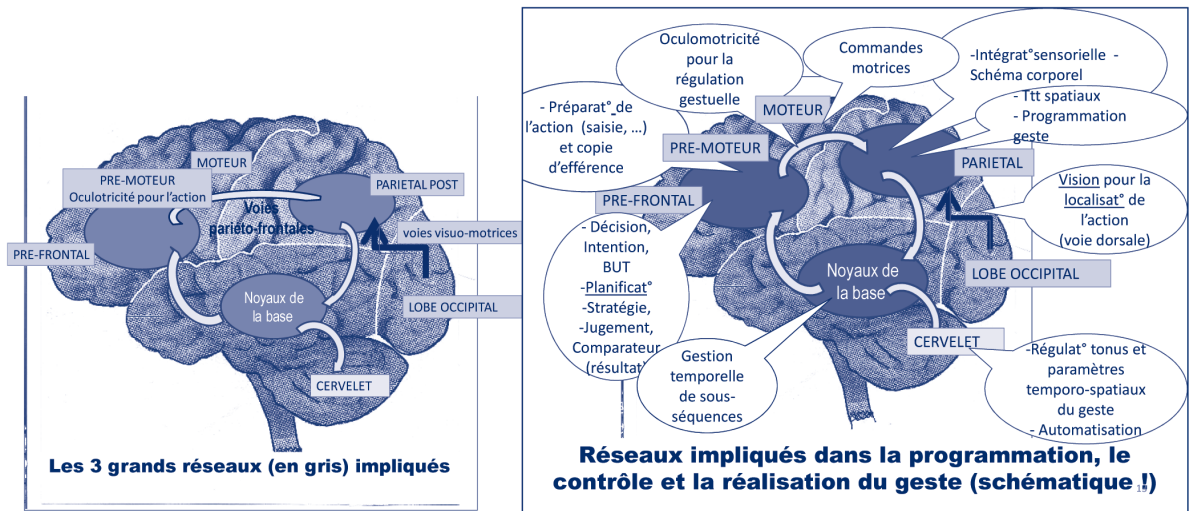 MOTEUR
PRE-MOTEUR
Oculotricité pour l'action
PARIETAL POST
Voies
pariéto-frontales
voies visuo-motrices
PRE-FRONTAL
Noyaux de
la base
LOBE OCCIPITAL
CERVELET
Les 3 grands réseaux (en gris) impliqués
Oculomotricité
pour la
régulation
gestuelle
Commandes
motrices
-Intégrat°sensorielle -
Schéma corporel
- Ttt spatiaux
- Programmation
geste
- Préparat° de
l'action (saisie, ...)
et copie
d'efférence
MOTEUR
PRE-MOTEUR
PARIETAL
PRE-FRONTAL
Vision pour la
localisat° de
l'action
(voie dorsale)
- Décision,
Intention,
BUT
-Planificat°
-Stratégie,
-Jugement,
Comparateur
(résultat)
Noyaux de
la base
LOBE OCCIPITAL
CERVELET
Gestion
temporelle
de sous-
séquences
-Régulat° tonus et
paramètres
temporo-spatiaux
du geste
- Automatisation
Réseaux impliqués dans la programmation, le
contrôle et la réalisation du geste (schématique !)